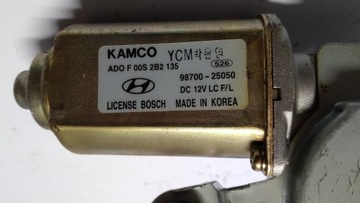 KAMCO YCM
ADO F 00S 2B2 135
526
98700-25050
DC 12V LC F/L
LICENSE BOSCH MADE IN KOREA